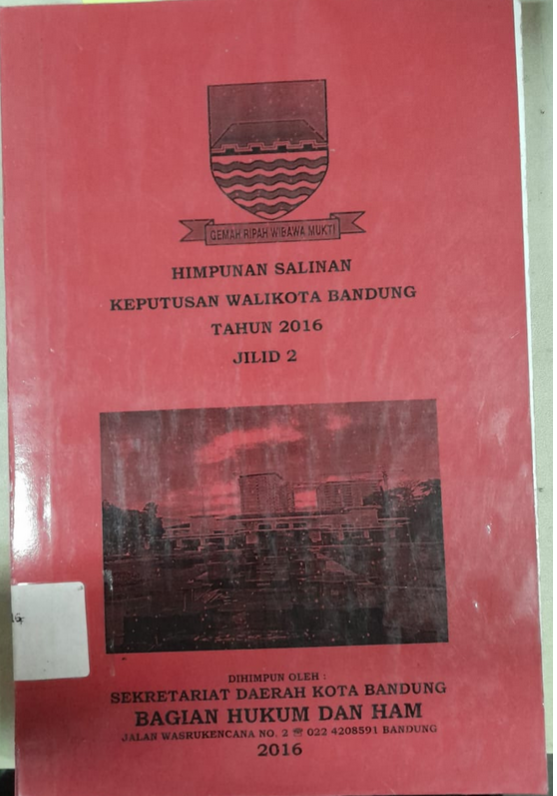 GEMAH RIPAH WIBAWA MUKTI
HIMPUNAN SALINAN
KEPUTUSAN WALIKOTA BANDUNG
TAHUN 2016
JILID 2
DIHIMPUN OLEH :
SEKRETARIAT DAERAH KOTA BANDUNG
BAGIAN HUKUM DAN HAM
JALAN WASRUKENCANA NO. 2 ☎ 022 4208591 BANDUNG
2016